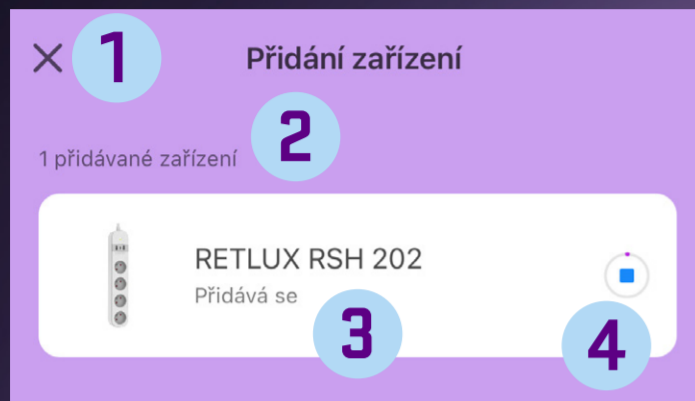 1
Přidání zařízení
2
1 přidávané zařízení
RETLUX RSH 202
Přidává se
3
4